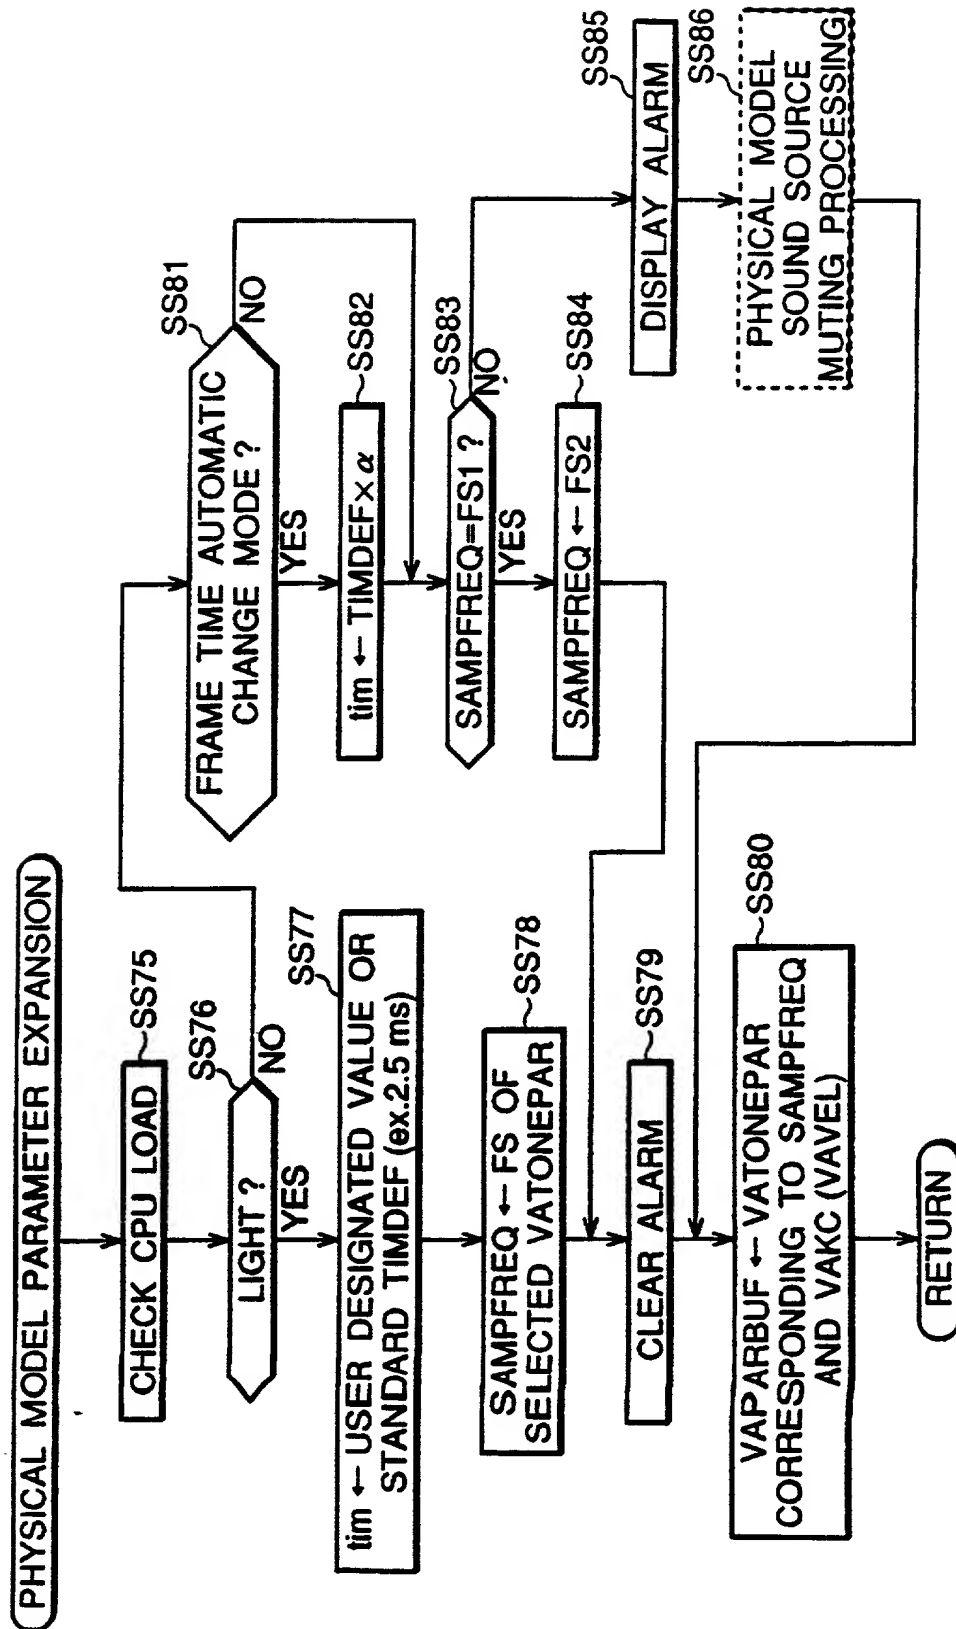 PHYSICAL MODEL PARAMETER EXPANSION
CHECK CPU LOAD
SS75
LIGHT ?
SS76
NO
YES
tim ← USER DESIGNATED VALUE OR
STANDARD TIMDEF (ex.2.5 ms)
SS77
SAMPFREQ ← FS OF
SELECTED VATONEPAR
SS78
CLEAR ALARM
SS79
VAPARBUF ← VATONEPAR
CORRESPONDING TO SAMPFREQ
AND VAKC (VAVEL)
SS80
RETURN
FRAME TIME AUTOMATIC
CHANGE MODE ?
SS81
NO
YES
tim ← TIMDEF×α
SS82
SAMPFREQ=FS1 ?
SS83
NO
YES
SAMPFREQ ← FS2
SS84
DISPLAY ALARM
SS85
PHYSICAL MODEL
SOUND SOURCE
MUTING PROCESSING
SS86